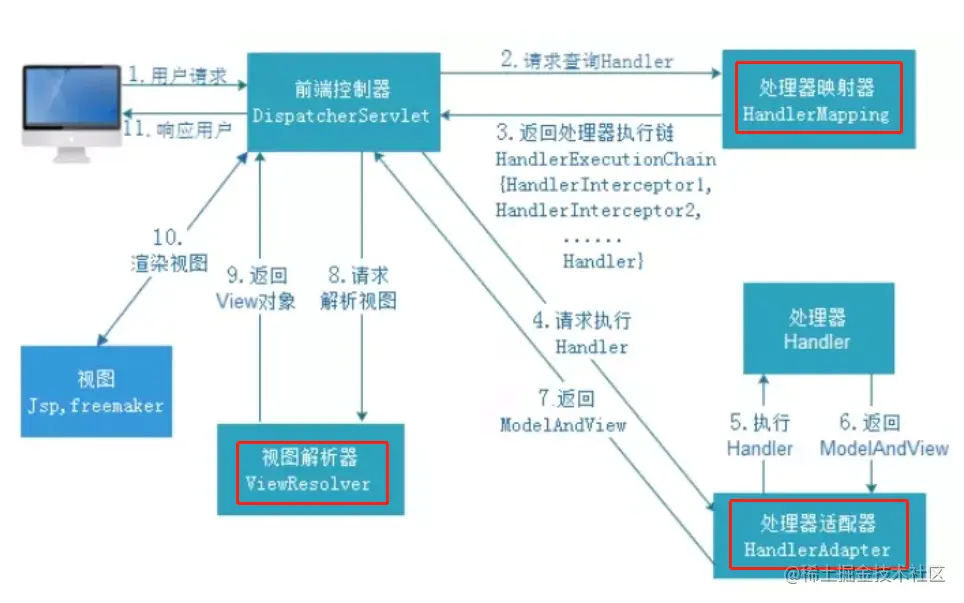 1.用户请求
11.响应用户
前端控制器
DispatcherServlet
2.请求查询Handler
处理器映射器
HandlerMapping
3.返回处理器执行链
HandlerExecutionChain
{HandlerInterceptor1,
HandlerInterceptor2,
......
Handler}
10.
渲染视图
9.返回
View对象
8.请求
解析视图
4.请求执行
Handler
处理器
Handler
视图
Jsp,freemaker
7.返回
ModelAndView
5.执行
Handler
6.返回
ModelAndView
视图解析器
ViewResolver
处理器适配器
HandlerAdapter
@稀土掘金技术社区